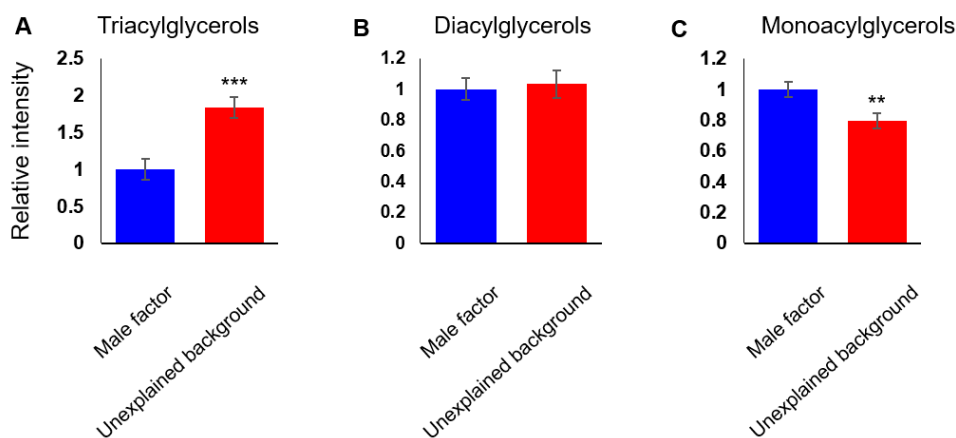 A
Triacylglycerols
Relative intensity
2.5
2
1.5
1
0.5
0
***
Male factor
Unexplained background
B
Diacylglycerols
1.2
1
0.8
0.6
0.4
0.2
0
Male factor
Unexplained background
C
Monoacylglycerols
1.2
1
0.8
0.6
0.4
0.2
0
**
Male factor
Unexplained background